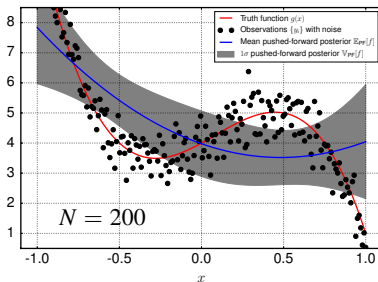 Truth function g(x)
Observations {yᵢ} with noise
Mean pushed-forward posterior 𝔼_PF[f]
1σ pushed-forward posterior 𝕍_PF[f]
8
7
6
5
4
3
2
1
N = 200
-1.0 -0.5 0.0 0.5 1.0
x